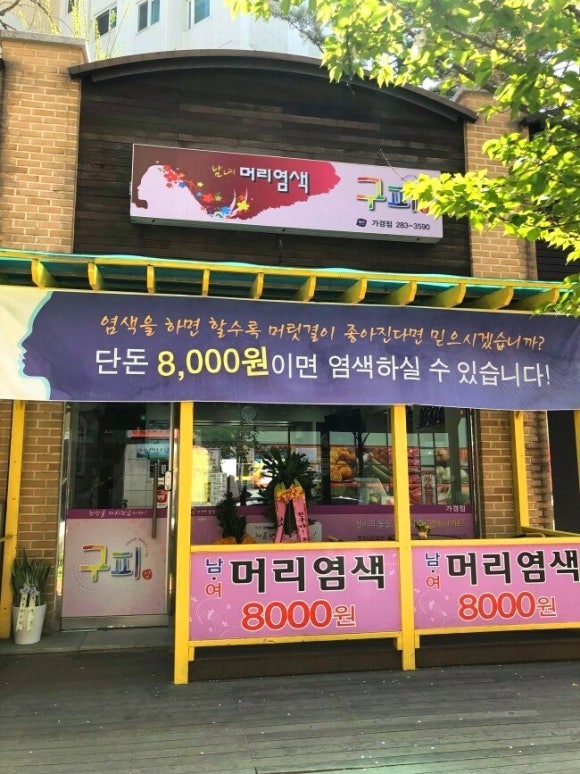 남녀 머리염색
구피
가경점 283-3590
염색을 하면 할수록 머릿결이 좋아진다면 믿으시겠습니까?
단돈 8,000원이면 염색하실 수 있습니다!
가경점
구피
남·여 머리염색
8000원
남·여 머리염색
8000원